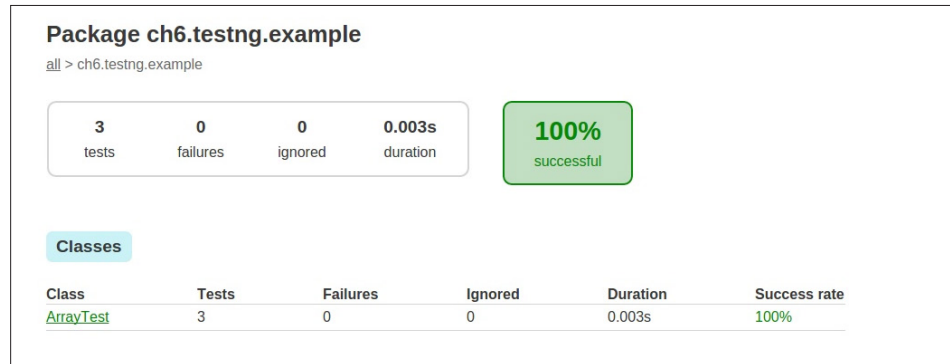 Package ch6.testng.example
all > ch6.testng.example
3 0 0 0.003s
tests failures ignored duration
100%
successful
Classes
Class Tests Failures Ignored Duration Success rate
ArrayTest 3 0 0 0.003s 100%